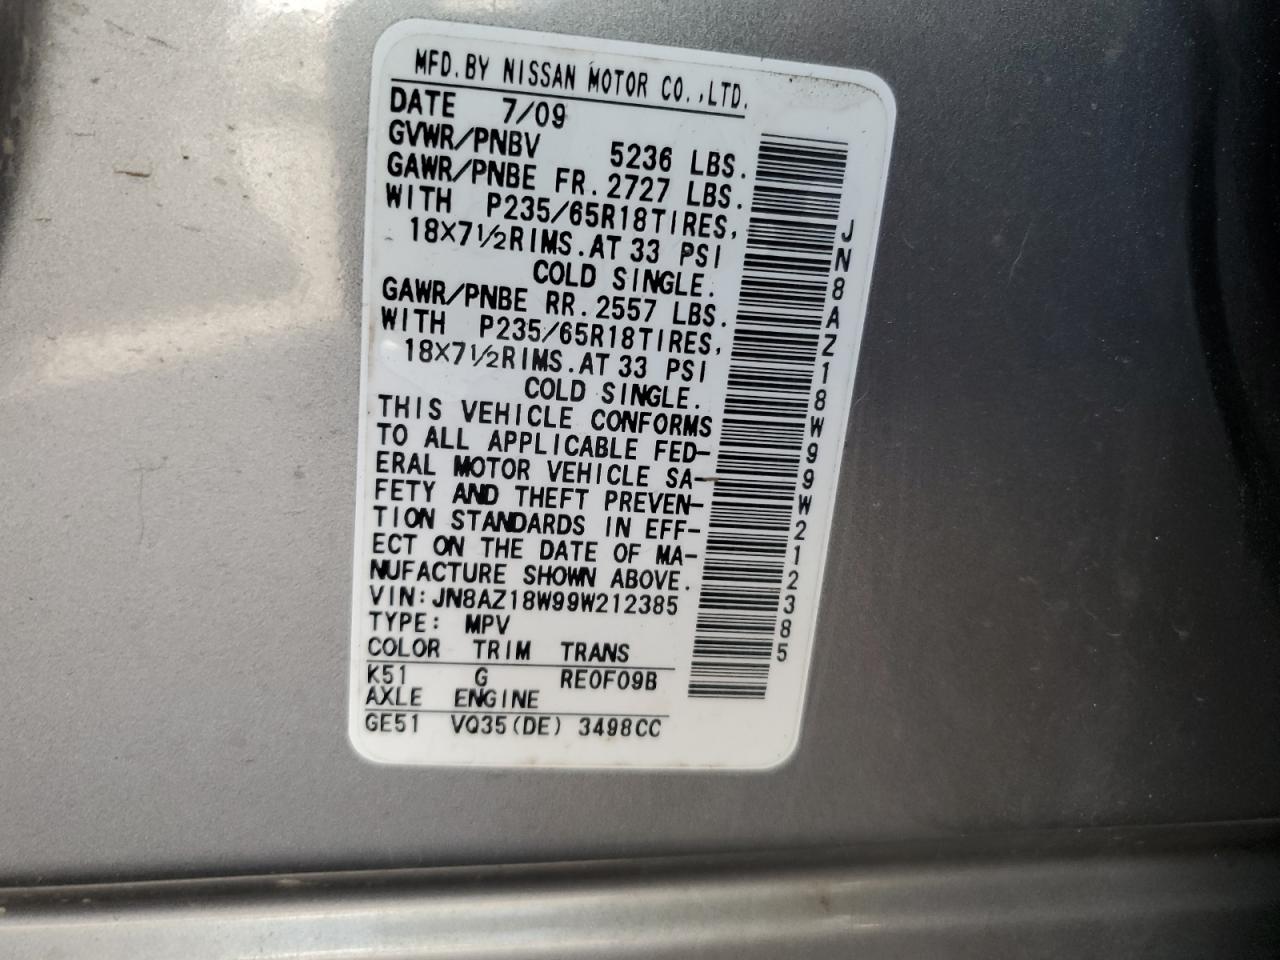 MFD. BY NISSAN MOTOR CO.,LTD.
DATE 7/09
GVWR/PNBV 5236 LBS.
GAWR/PNBE FR. 2727 LBS.
WITH P235/65R18TIRES,
18×7½RIMS. AT 33 PSI
COLD SINGLE.
GAWR/PNBE RR. 2557 LBS.
WITH P235/65R18TIRES,
18×7½RIMS. AT 33 PSI
COLD SINGLE.
THIS VEHICLE CONFORMS
TO ALL APPLICABLE FED-
ERAL MOTOR VEHICLE SA-
FETY AND THEFT PREVEN-
TION STANDARDS IN EFF-
ECT ON THE DATE OF MA-
NUFACTURE SHOWN ABOVE.
VIN: JN8AZ18W99W212385
TYPE: MPV
COLOR TRIM TRANS
K51 G RE0F09B
AXLE ENGINE
GE51 VQ35(DE) 3498CC
JN8AZ18W99W212385